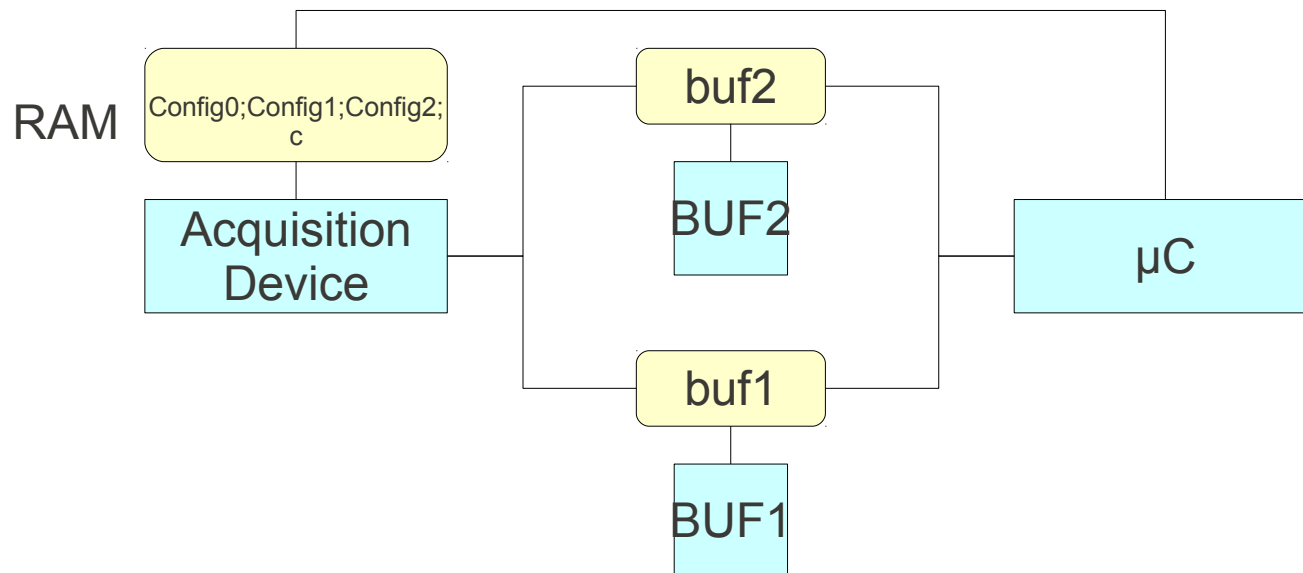 RAM
Config0;Config1;Config2;
c
buf2
Acquisition
Device
BUF2
µC
buf1
BUF1